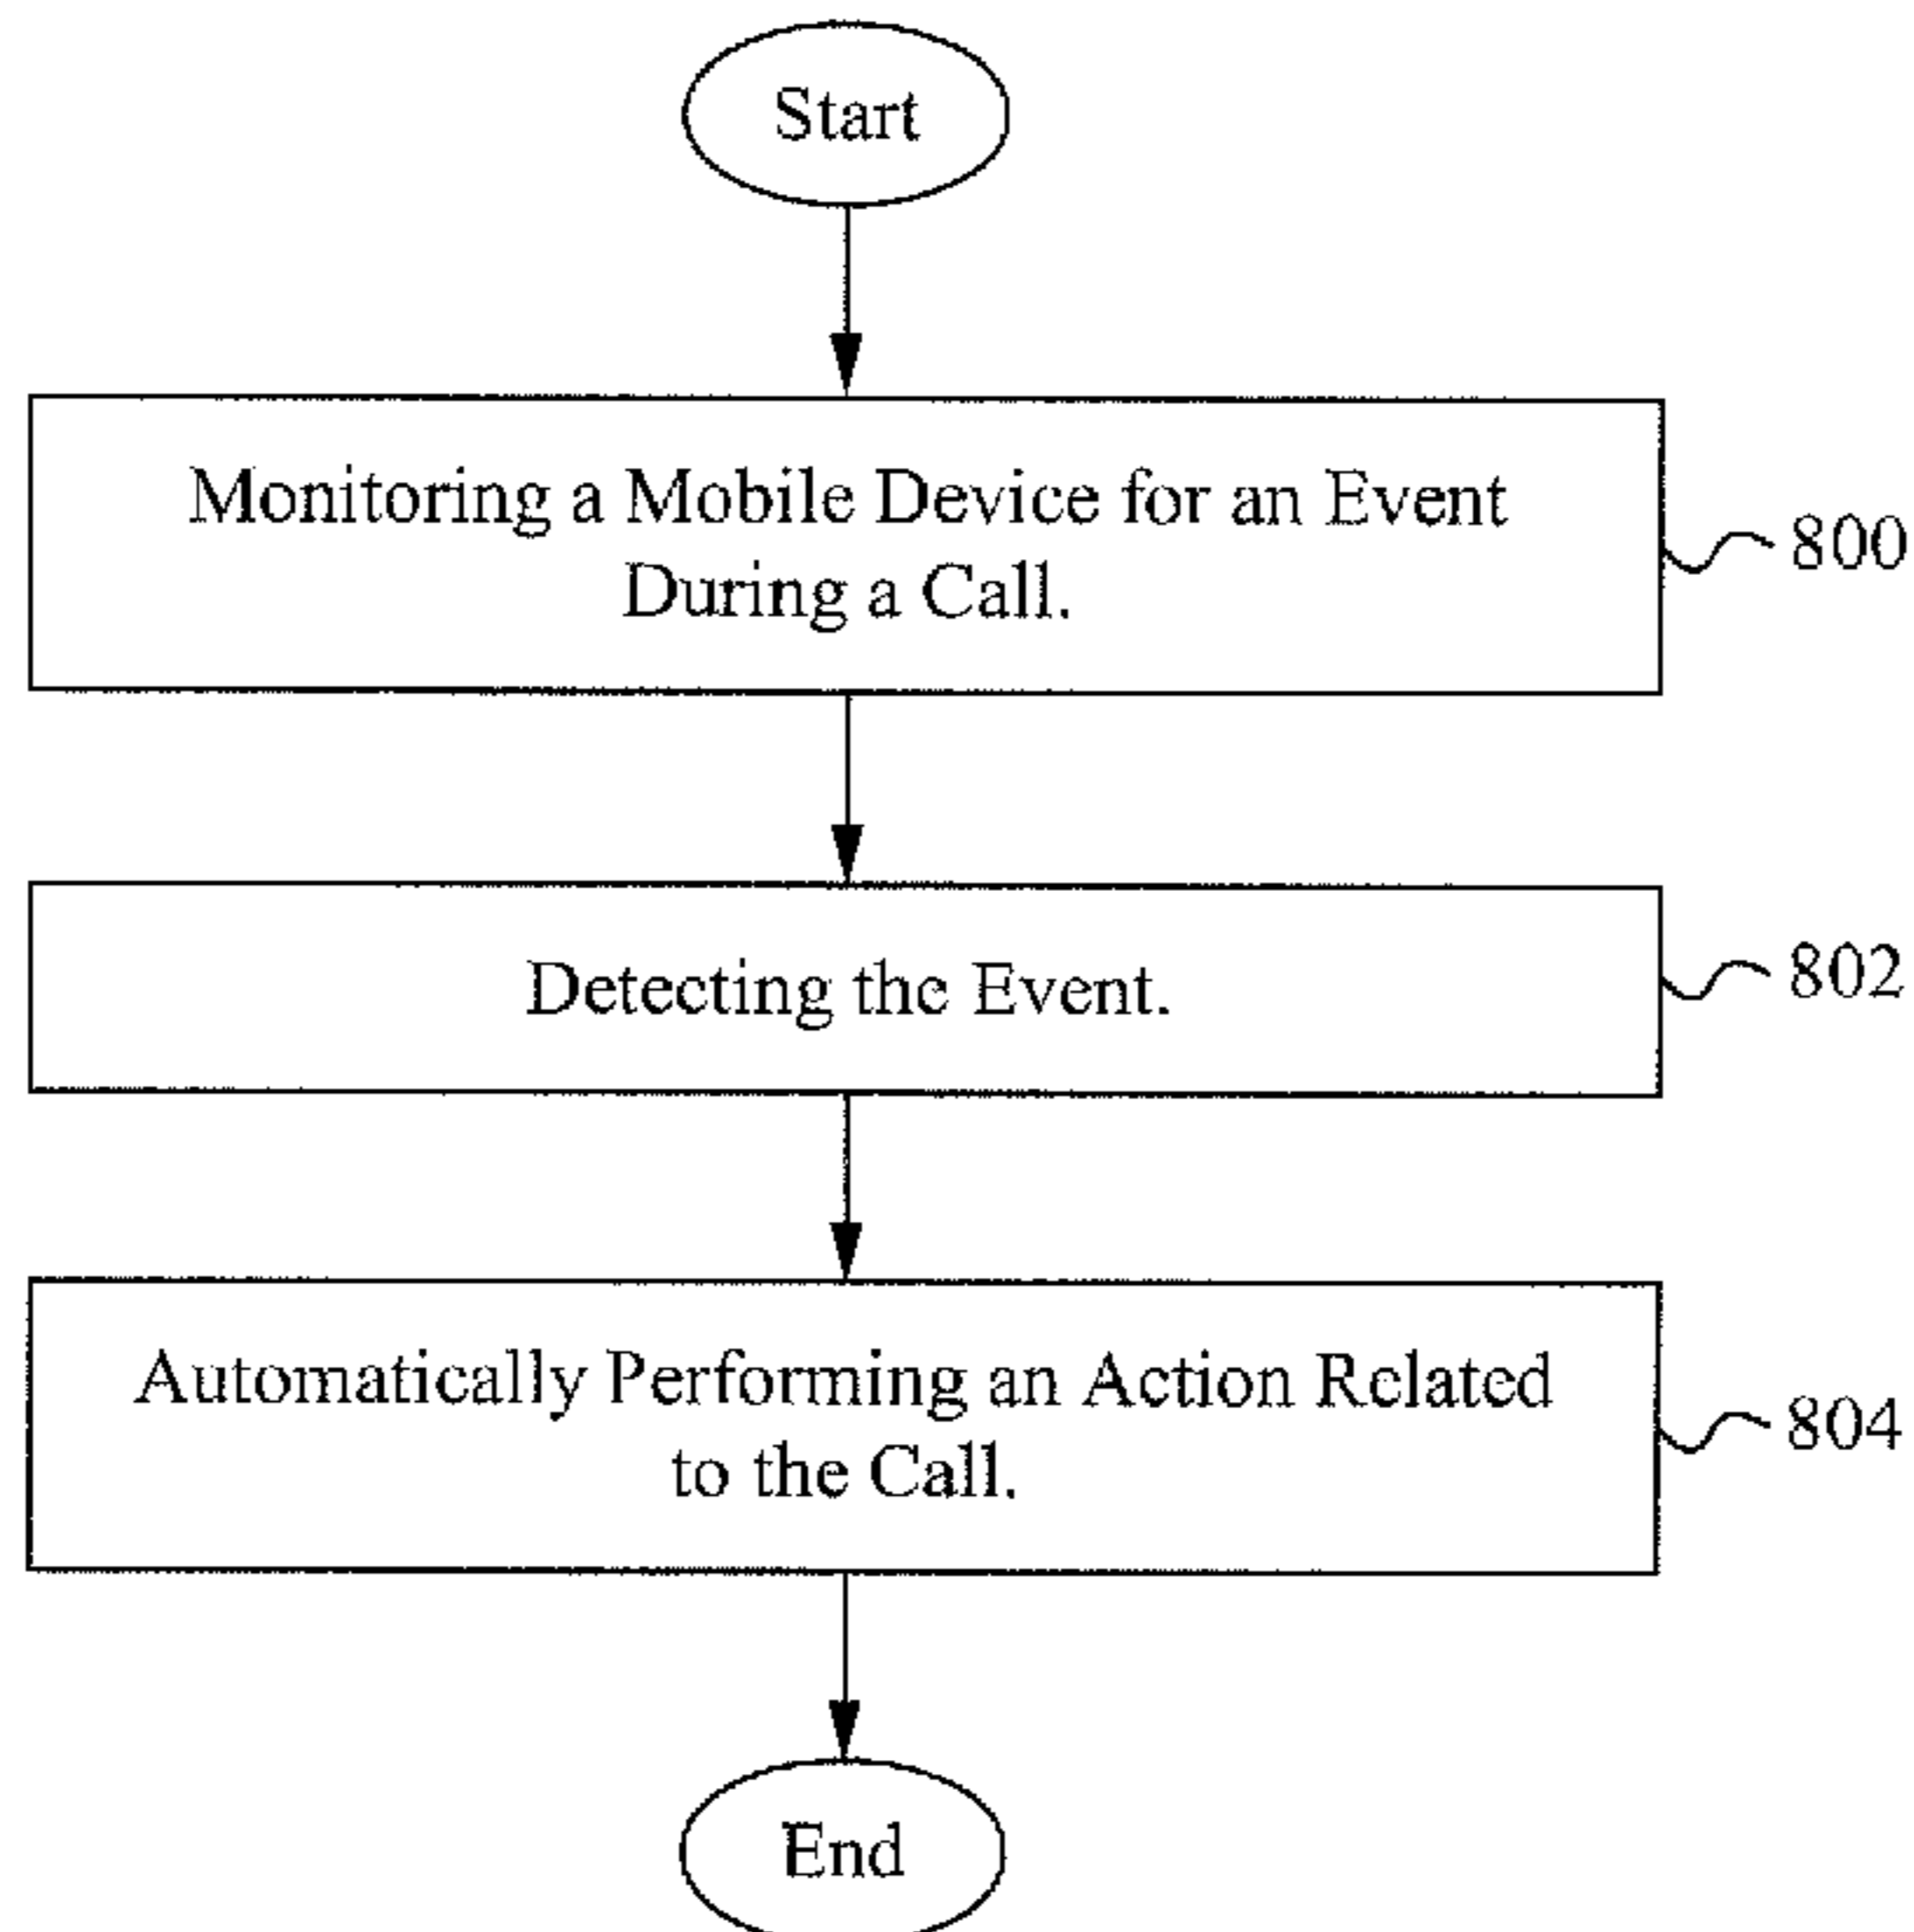 Start
Monitoring a Mobile Device for an Event
During a Call.
800
Detecting the Event.
802
Automatically Performing an Action Related
to the Call.
804
End